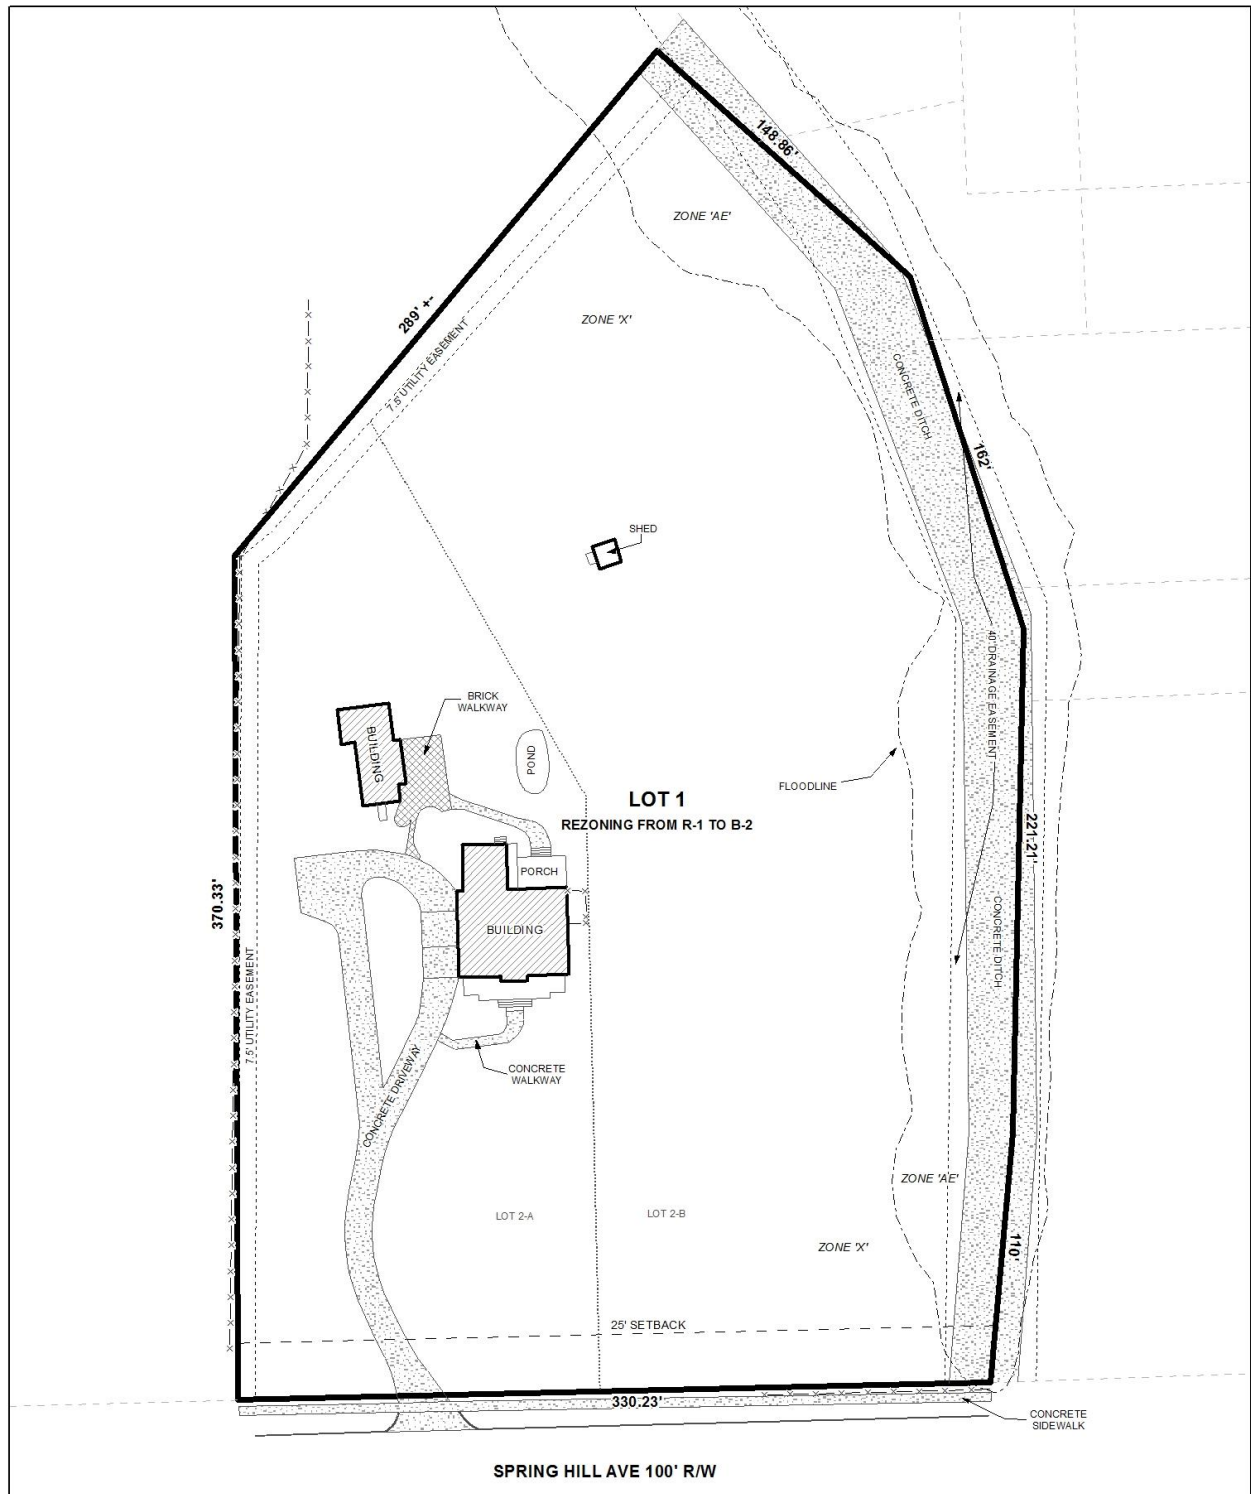 148.86'
ZONE 'AE'
ZONE 'X'
289' +-
7.5' UTILITY EASEMENT
CONCRETE DITCH
162'
SHED
40' DRAINAGE EASEMENT
BRICK
WALKWAY
BUILDING
POND
FLOODLINE
LOT 1
REZONING FROM R-1 TO B-2
221.21'
PORCH
370.33'
BUILDING
CONCRETE DITCH
7.5' UTILITY EASEMENT
CONCRETE
WALKWAY
CONCRETE DRIVEWAY
ZONE 'AE'
LOT 2-A
LOT 2-B
ZONE 'X'
110'
25' SETBACK
330.23'
CONCRETE
SIDEWALK
SPRING HILL AVE 100' R/W